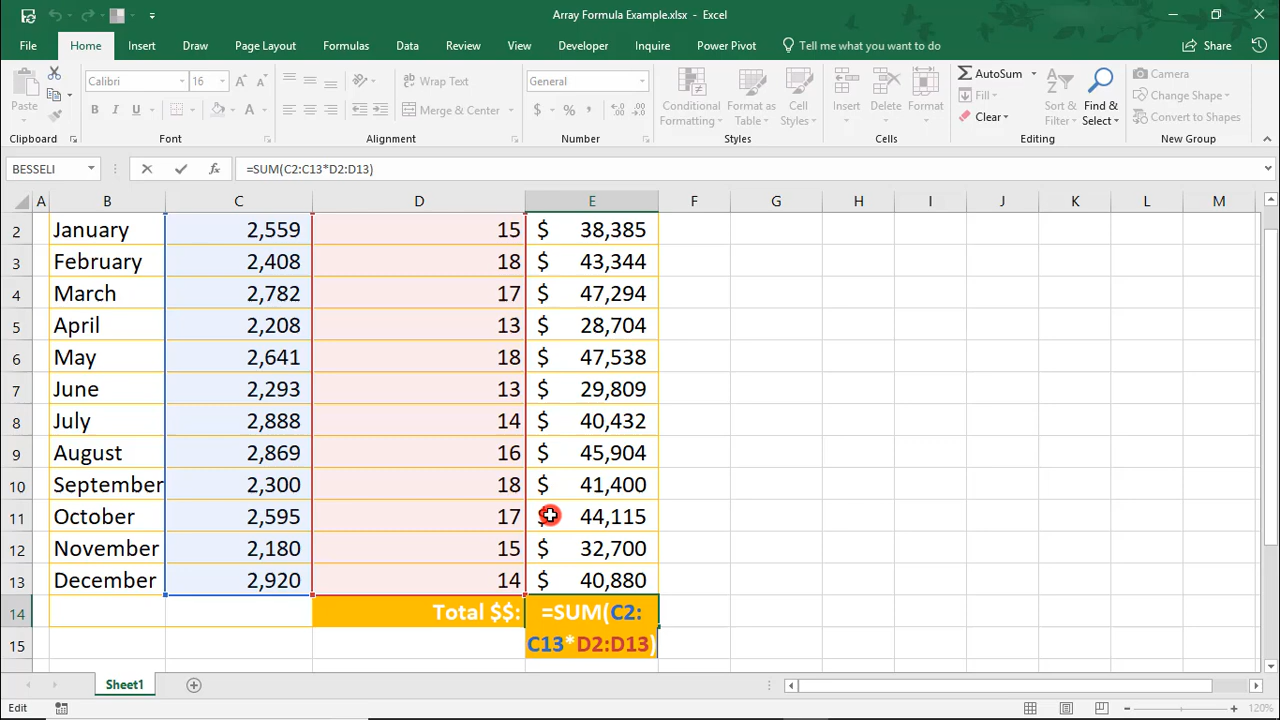 Array Formula Example.xlsx - Excel
File Home Insert Draw Page Layout Formulas Data Review View Developer Inquire Power Pivot Tell me what you want to do Share
Calibri 16 Wrap Text General AutoSum Camera
Paste Conditional Format as Cell Insert Delete Format Fill Sort & Find & Change Shape
B I U Merge & Center $ % , Formatting Table Styles Clear Filter Select Convert to Shapes
Clipboard Font Alignment Number Styles Cells Editing New Group
BESSELI fx =SUM(C2:C13*D2:D13)
A B C D E F G H I J K L M
2 January 2,559 15 $ 38,385
3 February 2,408 18 $ 43,344
4 March 2,782 17 $ 47,294
5 April 2,208 13 $ 28,704
6 May 2,641 18 $ 47,538
7 June 2,293 13 $ 29,809
8 July 2,888 14 $ 40,432
9 August 2,869 16 $ 45,904
10 September 2,300 18 $ 41,400
11 October 2,595 17 $ 44,115
12 November 2,180 15 $ 32,700
13 December 2,920 14 $ 40,880
14 Total $$: =SUM(C2:
15 C13*D2:D13)
Sheet1
Edit 120%